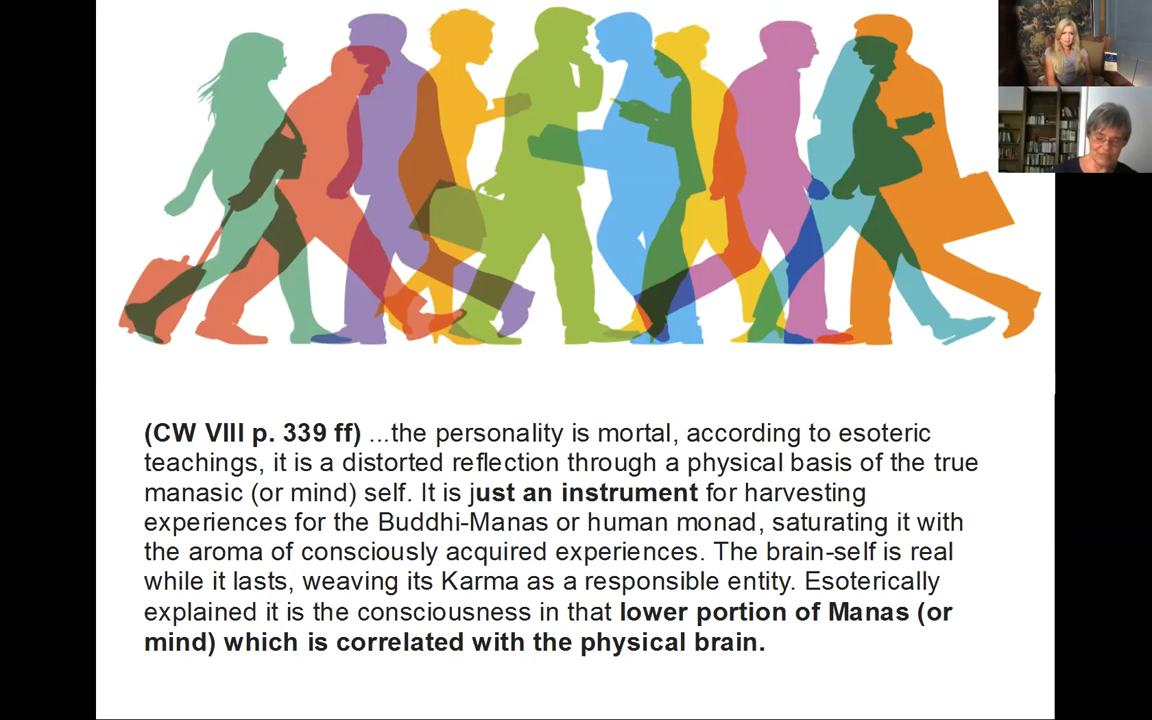 (CW VIII p. 339 ff) ...the personality is mortal, according to esoteric
teachings, it is a distorted reflection through a physical basis of the true
manasic (or mind) self. It is just an instrument for harvesting
experiences for the Buddhi-Manas or human monad, saturating it with
the aroma of consciously acquired experiences. The brain-self is real
while it lasts, weaving its Karma as a responsible entity. Esoterically
explained it is the consciousness in that lower portion of Manas (or
mind) which is correlated with the physical brain.